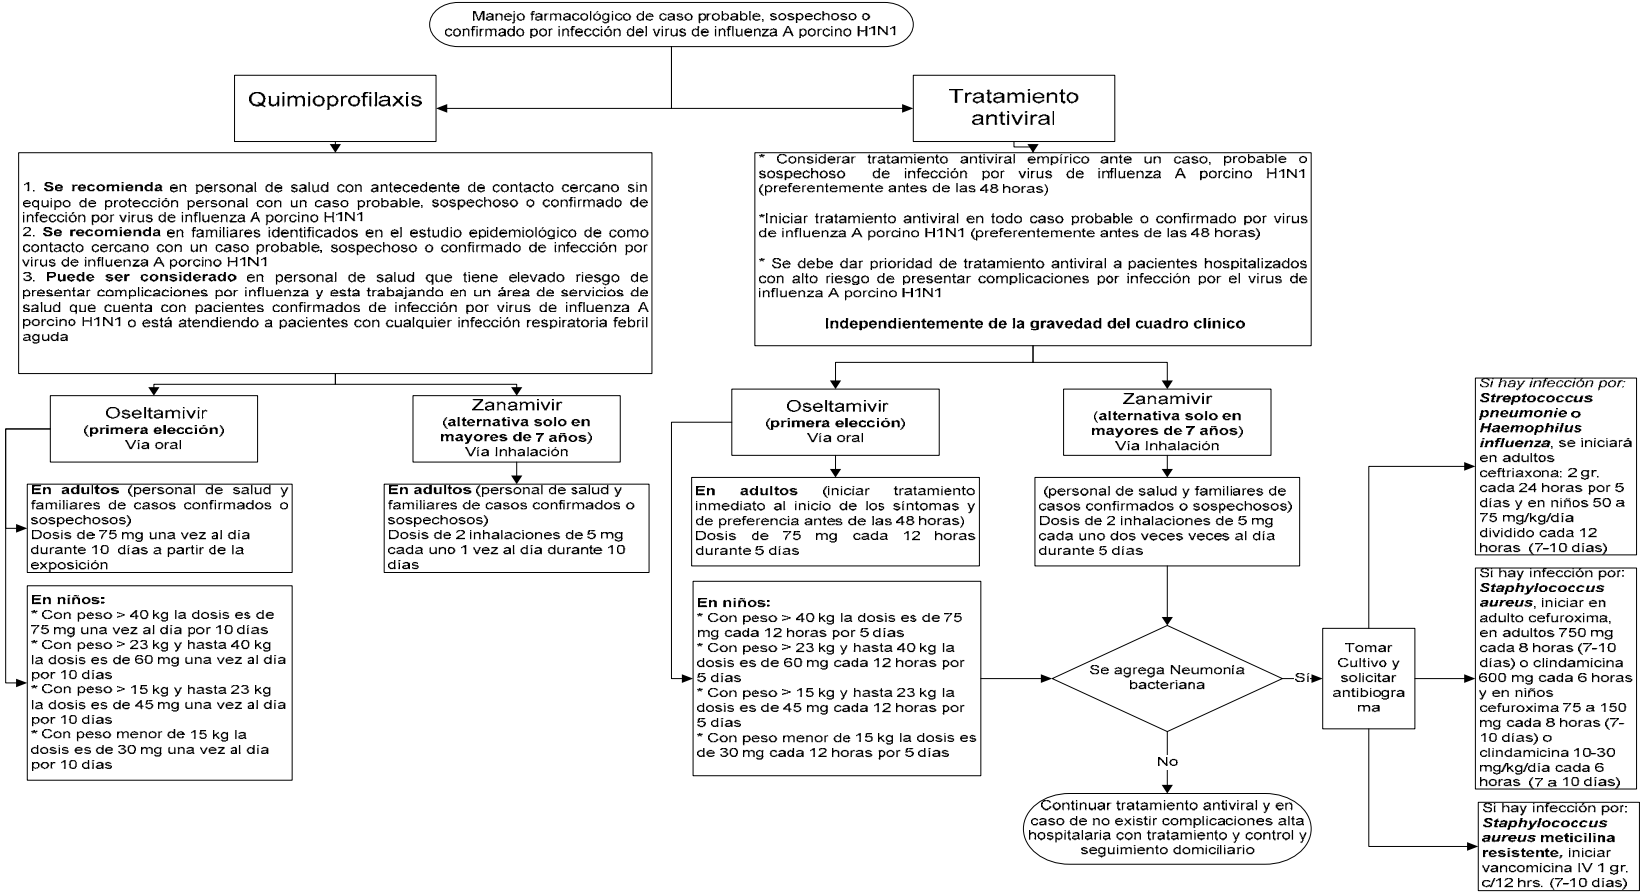 Manejo farmacológico de caso probable, sospechoso o
confirmado por infección del virus de influenza A porcino H1N1
Quimioprofilaxis
Tratamiento
antiviral
1. Se recomienda en personal de salud con antecedente de contacto cercano sin
equipo de protección personal con un caso probable, sospechoso o confirmado de
infección por virus de influenza A porcino H1N1
2. Se recomienda en familiares identificados en el estudio epidemiológico de como
contacto cercano con un caso probable, sospechoso o confirmado de infección por
virus de influenza A porcino H1N1
3. Puede ser considerado en personal de salud que tiene elevado riesgo de
presentar complicaciones por influenza y esta trabajando en un área de servicios de
salud que cuenta con pacientes confirmados de infección por virus de influenza A
porcino H1N1 o está atendiendo a pacientes con cualquier infección respiratoria febril
aguda
* Considerar tratamiento antiviral empírico ante un caso, probable o
sospechoso de infección por virus de influenza A porcino H1N1
(preferentemente antes de las 48 horas)
*Iniciar tratamiento antiviral en todo caso probable o confirmado por virus
de influenza A porcino H1N1 (preferentemente antes de las 48 horas)
* Se debe dar prioridad de tratamiento antiviral a pacientes hospitalizados
con alto riesgo de presentar complicaciones por infección por el virus de
influenza A porcino H1N1
Independientemente de la gravedad del cuadro clínico
Oseltamivir
(primera elección)
Vía oral
Zanamivir
(alternativa solo en
mayores de 7 años)
Vía Inhalación
En adultos (personal de salud y
familiares de casos confirmados o
sospechosos)
Dosis de 75 mg una vez al día
durante 10 días a partir de la
exposición
En adultos (personal de salud y
familiares de casos confirmados o
sospechosos)
Dosis de 2 inhalaciones de 5 mg
cada uno 1 vez al día durante 10
días
En niños:
* Con peso > 40 kg la dosis es de
75 mg una vez al día por 10 días
* Con peso > 23 kg y hasta 40 kg
la dosis es de 60 mg una vez al día
por 10 días
* Con peso > 15 kg y hasta 23 kg
la dosis es de 45 mg una vez al día
por 10 días
* Con peso menor de 15 kg la
dosis es de 30 mg una vez al día
por 10 días
Oseltamivir
(primera elección)
Vía oral
Zanamivir
(alternativa solo en
mayores de 7 años)
Vía Inhalación
En adultos (iniciar tratamiento
inmediato al inicio de los síntomas y
de preferencia antes de las 48 horas)
Dosis de 75 mg cada 12 horas
durante 5 días
(personal de salud y familiares de
casos confirmados o sospechosos)
Dosis de 2 inhalaciones de 5 mg
cada uno dos veces veces al día
durante 5 días
En niños:
* Con peso > 40 kg la dosis es de 75
mg cada 12 horas por 5 días
* Con peso > 23 kg y hasta 40 kg la
dosis es de 60 mg cada 12 horas por
5 días
* Con peso > 15 kg y hasta 23 kg la
dosis es de 45 mg cada 12 horas por
5 días
* Con peso menor de 15 kg la dosis es
de 30 mg cada 12 horas por 5 días
Se agrega Neumonía
bacteriana
Sí
No
Continuar tratamiento antiviral y en
caso de no existir complicaciones alta
hospitalaria con tratamiento y control y
seguimiento domiciliario
Tomar
Cultivo y
solicitar
antibiogra
ma
Si hay infección por:
Streptococcus
pneumonie o
Haemophilus
influenza, se iniciará
en adultos
ceftriaxona: 2 gr.
cada 24 horas por 5
días y en niños 50 a
75 mg/kg/día
dividido cada 12
horas (7-10 días)
Si hay infección por:
Staphylococcus
aureus, iniciar en
adulto cefuroxima,
en adultos 750 mg
cada 8 horas (7-10
días) o clindamicina
600 mg cada 6 horas
y en niños
cefuroxima 75 a 150
mg cada 8 horas (7-
10 días) o
clindamicina 10-30
mg/kg/día cada 6
horas (7 a 10 días)
Si hay infección por:
Staphylococcus
aureus meticilina
resistente, iniciar
vancomicina IV 1 gr.
c/12 hrs. (7-10 días)